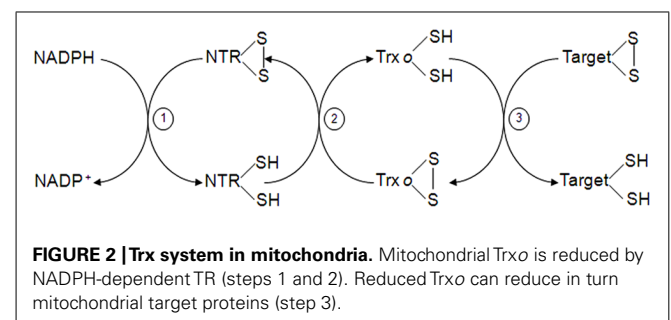 NADPH
NTR S S
Trx o SH SH
Target S S
1
2
3
NADP+
NTR SH SH
Trx o S S
Target SH SH
FIGURE 2 | Trx system in mitochondria. Mitochondrial Trxo is reduced by
NADPH-dependent TR (steps 1 and 2). Reduced Trxo can reduce in turn
mitochondrial target proteins (step 3).